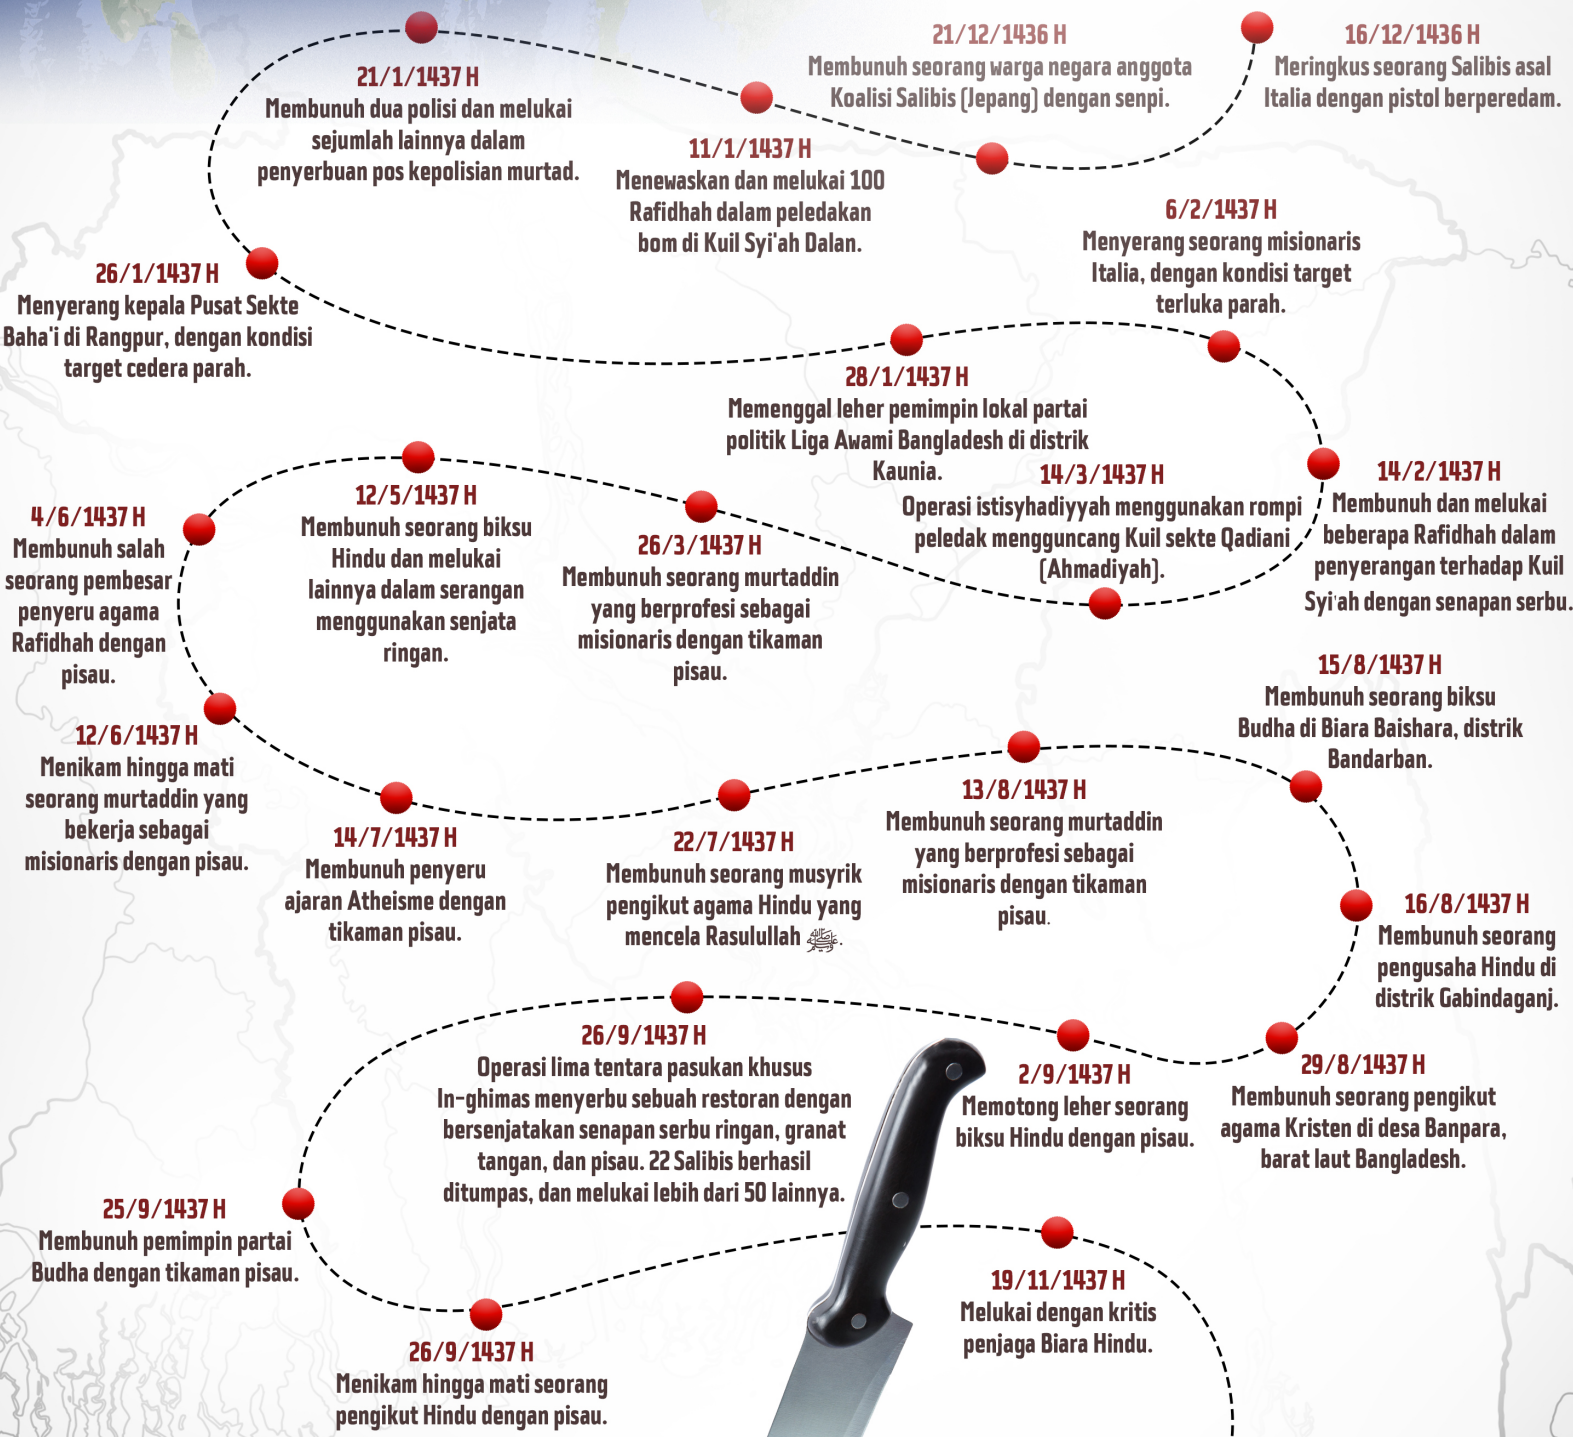 16/12/1436 H
Meringkus seorang Salibis asal
Italia dengan pistol berperedam.
21/12/1436 H
Membunuh seorang warga negara anggota
Koalisi Salibis (Jepang) dengan senpi.
11/1/1437 H
Menewaskan dan melukai 100
Rafidhah dalam peledakan
bom di Kuil Syi'ah Dalan.
21/1/1437 H
Membunuh dua polisi dan melukai
sejumlah lainnya dalam
penyerbuan pos kepolisian murtad.
26/1/1437 H
Menyerang kepala Pusat Sekte
Baha'i di Rangpur, dengan kondisi
target cedera parah.
28/1/1437 H
Memenggal leher pemimpin lokal partai
politik Liga Awami Bangladesh di distrik
Kaunia.
6/2/1437 H
Menyerang seorang misionaris
Italia, dengan kondisi target
terluka parah.
14/2/1437 H
Membunuh dan melukai
beberapa Rafidhah dalam
penyerangan terhadap Kuil
Syi'ah dengan senapan serbu.
14/3/1437 H
Operasi istisyhadiyyah menggunakan rompi
peledak mengguncang Kuil sekte Qadiani
(Ahmadiyah).
26/3/1437 H
Membunuh seorang murtaddin
yang berprofesi sebagai
misionaris dengan tikaman
pisau.
12/5/1437 H
Membunuh seorang biksu
Hindu dan melukai
lainnya dalam serangan
menggunakan senjata
ringan.
4/6/1437 H
Membunuh salah
seorang pembesar
penyeru agama
Rafidhah dengan
pisau.
12/6/1437 H
Menikam hingga mati
seorang murtaddin yang
bekerja sebagai
misionaris dengan pisau.
14/7/1437 H
Membunuh penyeru
ajaran Atheisme dengan
tikaman pisau.
22/7/1437 H
Membunuh seorang musyrik
pengikut agama Hindu yang
mencela Rasulullah ﷺ.
13/8/1437 H
Membunuh seorang murtaddin
yang berprofesi sebagai
misionaris dengan tikaman
pisau.
15/8/1437 H
Membunuh seorang biksu
Budha di Biara Baishara, distrik
Bandarban.
16/8/1437 H
Membunuh seorang
pengusaha Hindu di
distrik Gabindaganj.
29/8/1437 H
Membunuh seorang pengikut
agama Kristen di desa Banpara,
barat laut Bangladesh.
2/9/1437 H
Memotong leher seorang
biksu Hindu dengan pisau.
26/9/1437 H
Operasi lima tentara pasukan khusus
In-ghimas menyerbu sebuah restoran dengan
bersenjatakan senapan serbu ringan, granat
tangan, dan pisau. 22 Salibis berhasil
ditumpas, dan melukai lebih dari 50 lainnya.
25/9/1437 H
Membunuh pemimpin partai
Budha dengan tikaman pisau.
26/9/1437 H
Menikam hingga mati seorang
pengikut Hindu dengan pisau.
19/11/1437 H
Melukai dengan kritis
penjaga Biara Hindu.